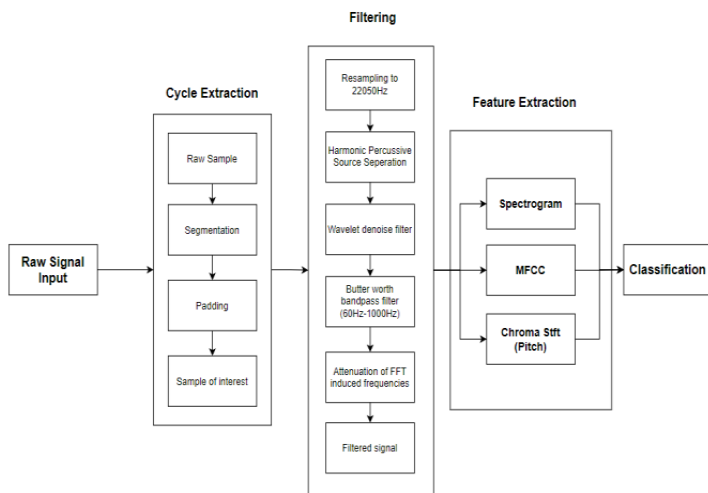 Filtering
Cycle Extraction
Feature Extraction
Raw Signal
Input
Raw Sample
Segmentation
Padding
Sample of interest
Resampling to
22050Hz
Harmonic Percussive
Source Seperation
Wavelet denoise filter
Butter worth
bandpass filter
(60Hz-1000Hz)
Attenuation of FFT
induced frequencies
Filtered signal
Spectrogram
MFCC
Chroma Stft
(Pitch)
Classification